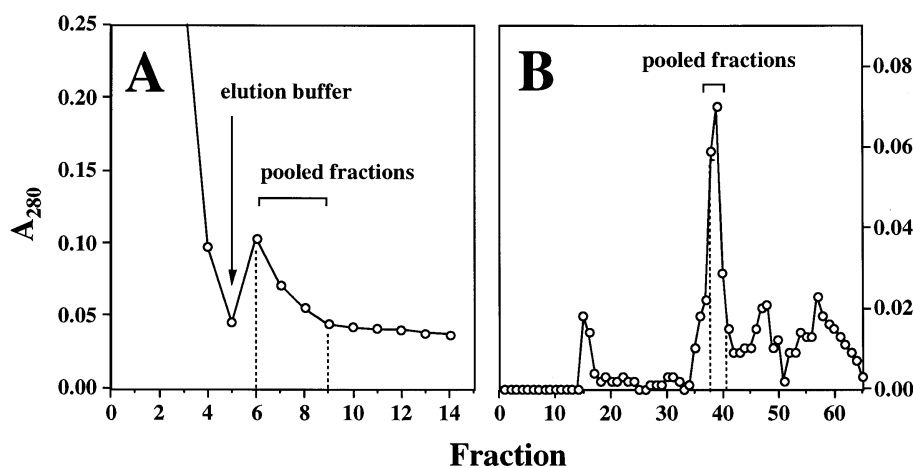 A
B
elution buffer
pooled fractions
pooled fractions
A280
0.25
0.20
0.15
0.10
0.05
0.00
0 2 4 6 8 10 12 14
0.08
0.06
0.04
0.02
0.00
0 10 20 30 40 50 60
Fraction